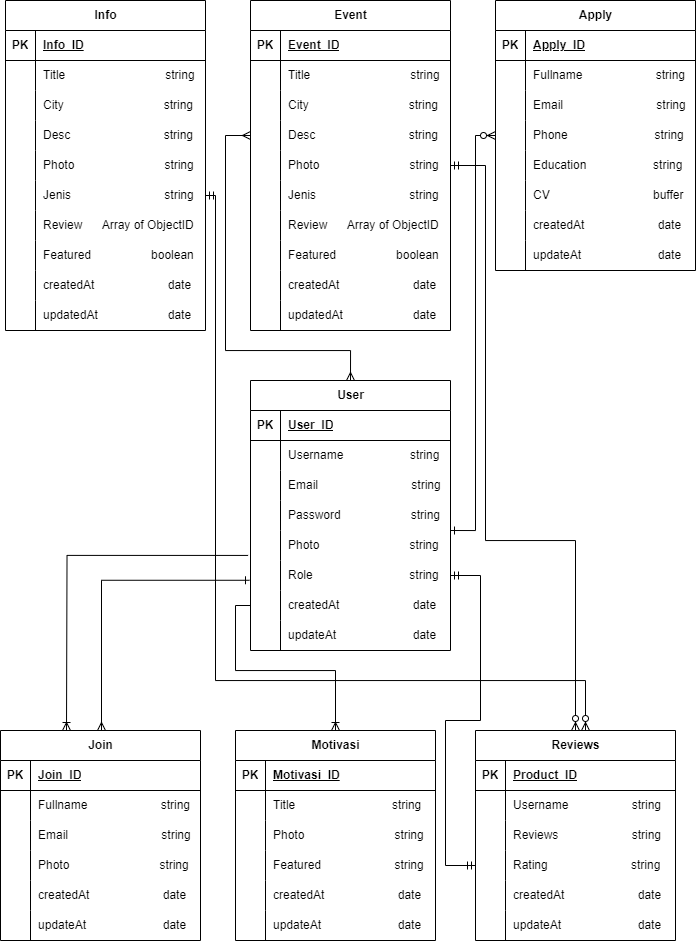 Info
PK Info_ID
Title string
City string
Desc string
Photo string
Jenis string
Review Array of ObjectID
Featured boolean
createdAt date
updatedAt date
Event
PK Event_ID
Title string
City string
Desc string
Photo string
Jenis string
Review Array of ObjectID
Featured boolean
createdAt date
updatedAt date
Apply
PK Apply_ID
Fullname string
Email string
Phone string
Education string
CV buffer
createdAt date
updateAt date
User
PK User_ID
Username string
Email string
Password string
Photo string
Role string
createdAt date
updateAt date
Join
PK Join_ID
Fullname string
Email string
Photo string
createdAt date
updateAt date
Motivasi
PK Motivasi_ID
Title string
Photo string
Featured string
createdAt date
updateAt date
Reviews
PK Product_ID
Username string
Reviews string
Rating string
createdAt date
updateAt date